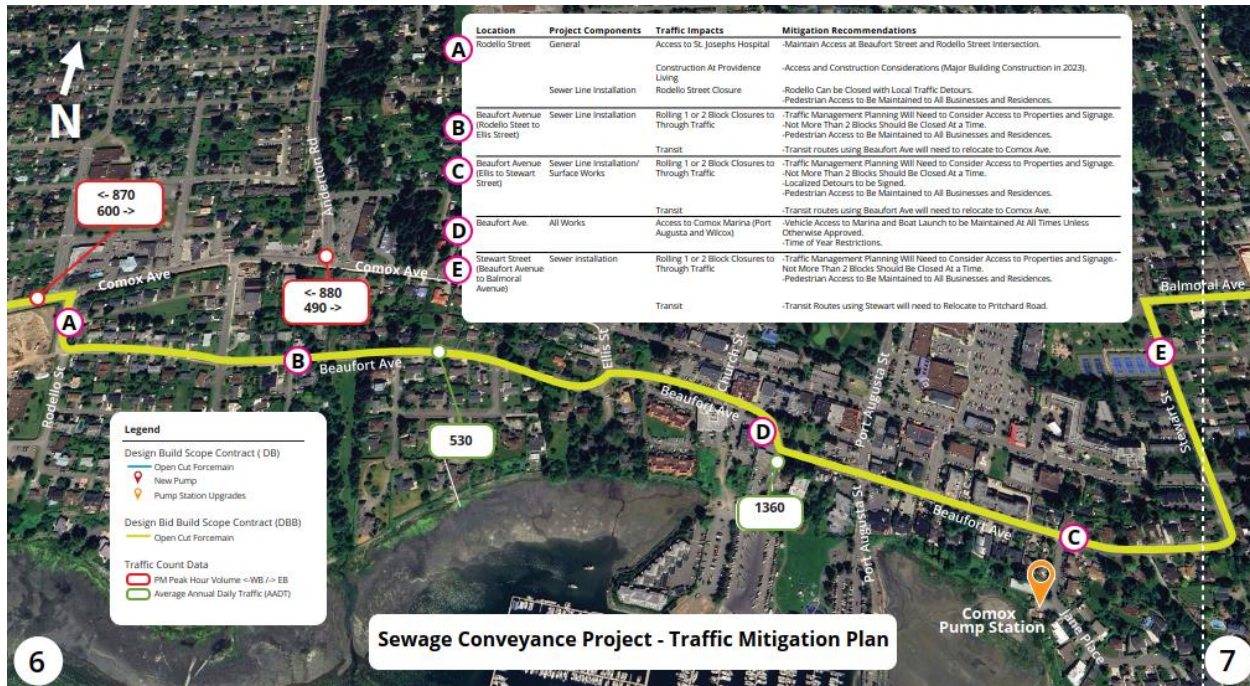 Location Project Components Traffic Impacts Mitigation Recommendations
A
Rodello Street General Access to St. Josephs Hospital -Maintain Access at Beaufort Street and Rodello Street Intersection.
Construction At Providence Living -Access and Construction Considerations (Major Building Construction in 2023).
Sewer Line Installation Rodello Street Closure -Rodello Can be Closed with Local Traffic Detours.
-Pedestrian Access to Be Maintained to All Businesses and Residences.
B
Beaufort Avenue (Rodello Steet to Ellis Street) Sewer Line Installation Rolling 1 or 2 Block Closures to Through Traffic -Traffic Management Planning Will Need to Consider Access to Properties and Signage.
-Not More Than 2 Blocks Should Be Closed At a Time.
-Pedestrian Access to Be Maintained to All Businesses and Residences.
Transit -Transit routes using Beaufort Ave will need to relocate to Comox Ave.
C
Beaufort Avenue (Ellis to Stewart Street) Sewer Line Installation/ Surface Works Rolling 1 or 2 Block Closures to Through Traffic -Traffic Management Planning Will Need to Consider Access to Properties and Signage.
-Not More Than 2 Blocks Should Be Closed At a Time.
-Localized Detours to be Signed.
-Pedestrian Access to Be Maintained to All Businesses and Residences.
Transit -Transit routes using Beaufort Ave will need to relocate to Comox Ave.
D
Beaufort Ave. All Works Access to Comox Marina (Port Augusta and Wilcox) -Vehicle Access to Marina and Boat Launch to be Maintained At All Times Unless Otherwise Approved.
-Time of Year Restrictions.
E
Stewart Street (Beaufort Avenue to Balmoral Avenue) Sewer installation Rolling 1 or 2 Block Closures to Through Traffic -Traffic Management Planning Will Need to Consider Access to Properties and Signage.-
Not More Than 2 Blocks Should Be Closed At a Time.
-Pedestrian Access to Be Maintained to All Businesses and Residences.
Transit -Transit Routes using Stewart will need to Relocate to Pritchard Road.
N
<- 870
600 ->
Anderton Rd
Comox Ave
Comox Ave
<- 880
490 ->
Balmoral Ave
A
B
Beaufort Ave
Rodello St
Ellis St
Church St
Beaufort Ave
Port Augusta St
E
Stewart St
D
530
1360
Port Augusta St
Beaufort Ave
C
Legend
Design Build Scope Contract ( DB)
Open Cut Forcemain
New Pump
Pump Station Upgrades
Design Bid Build Scope Contract (DBB)
Open Cut Forcemain
Traffic Count Data
PM Peak Hour Volume <-WB /-> EB
Average Annual Daily Traffic (AADT)
Comox
Pump Station
Jane Place
Sewage Conveyance Project - Traffic Mitigation Plan
6
7